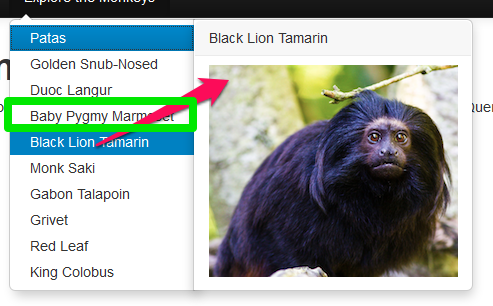 Explore the Monkeys
Patas
Golden Snub-Nosed
Duoc Langur
Baby Pygmy Marmoset
Black Lion Tamarin
Monk Saki
Gabon Talapoin
Grivet
Red Leaf
King Colobus
Black Lion Tamarin